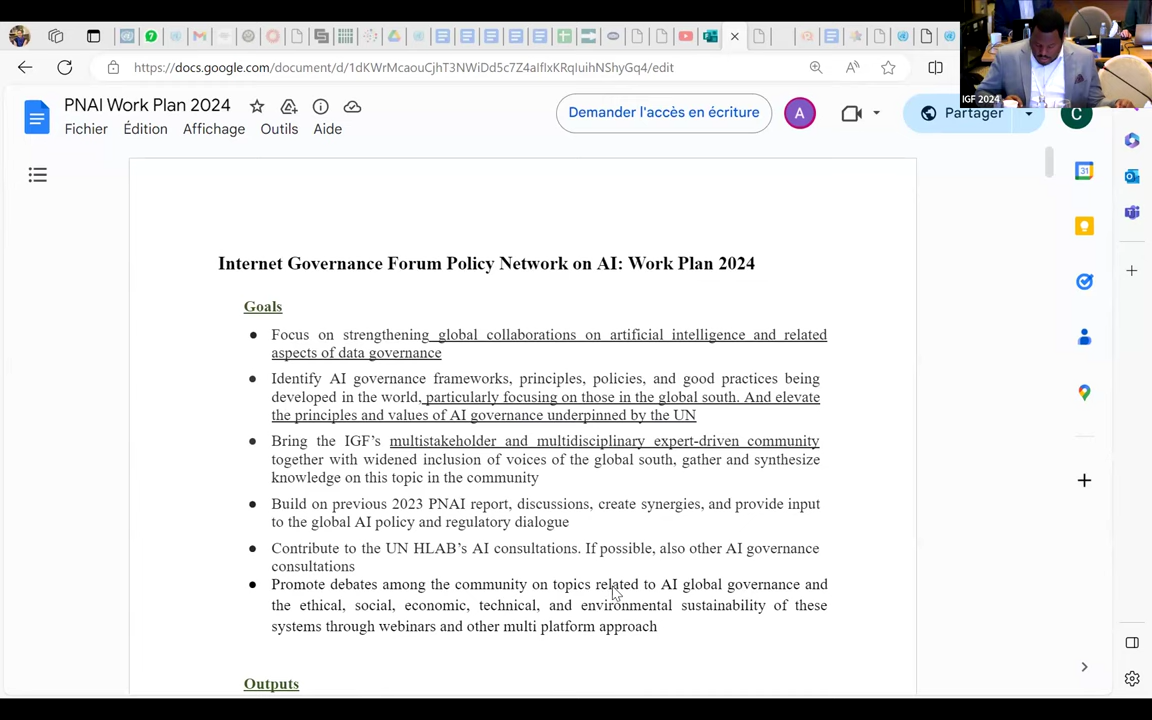 https://docs.google.com/document/d/1dKWrMcaouCjhT3NWiDd5c7Z4aIfIxKRqIuihNShyGq4/edit
IGF 2024
PNAI Work Plan 2024
Fichier Édition Affichage Outils Aide
Demander l'accès en écriture
A
Partager
C
31
Internet Governance Forum Policy Network on AI: Work Plan 2024
Goals
● Focus on strengthening global collaborations on artificial intelligence and related
aspects of data governance
● Identify AI governance frameworks, principles, policies, and good practices being
developed in the world, particularly focusing on those in the global south. And elevate
the principles and values of AI governance underpinned by the UN
● Bring the IGF's multistakeholder and multidisciplinary expert-driven community
together with widened inclusion of voices of the global south, gather and synthesize
knowledge on this topic in the community
● Build on previous 2023 PNAI report, discussions, create synergies, and provide input
to the global AI policy and regulatory dialogue
● Contribute to the UN HLAB's AI consultations. If possible, also other AI governance
consultations
● Promote debates among the community on topics related to AI global governance and
the ethical, social, economic, technical, and environmental sustainability of these
systems through webinars and other multi platform approach
Outputs